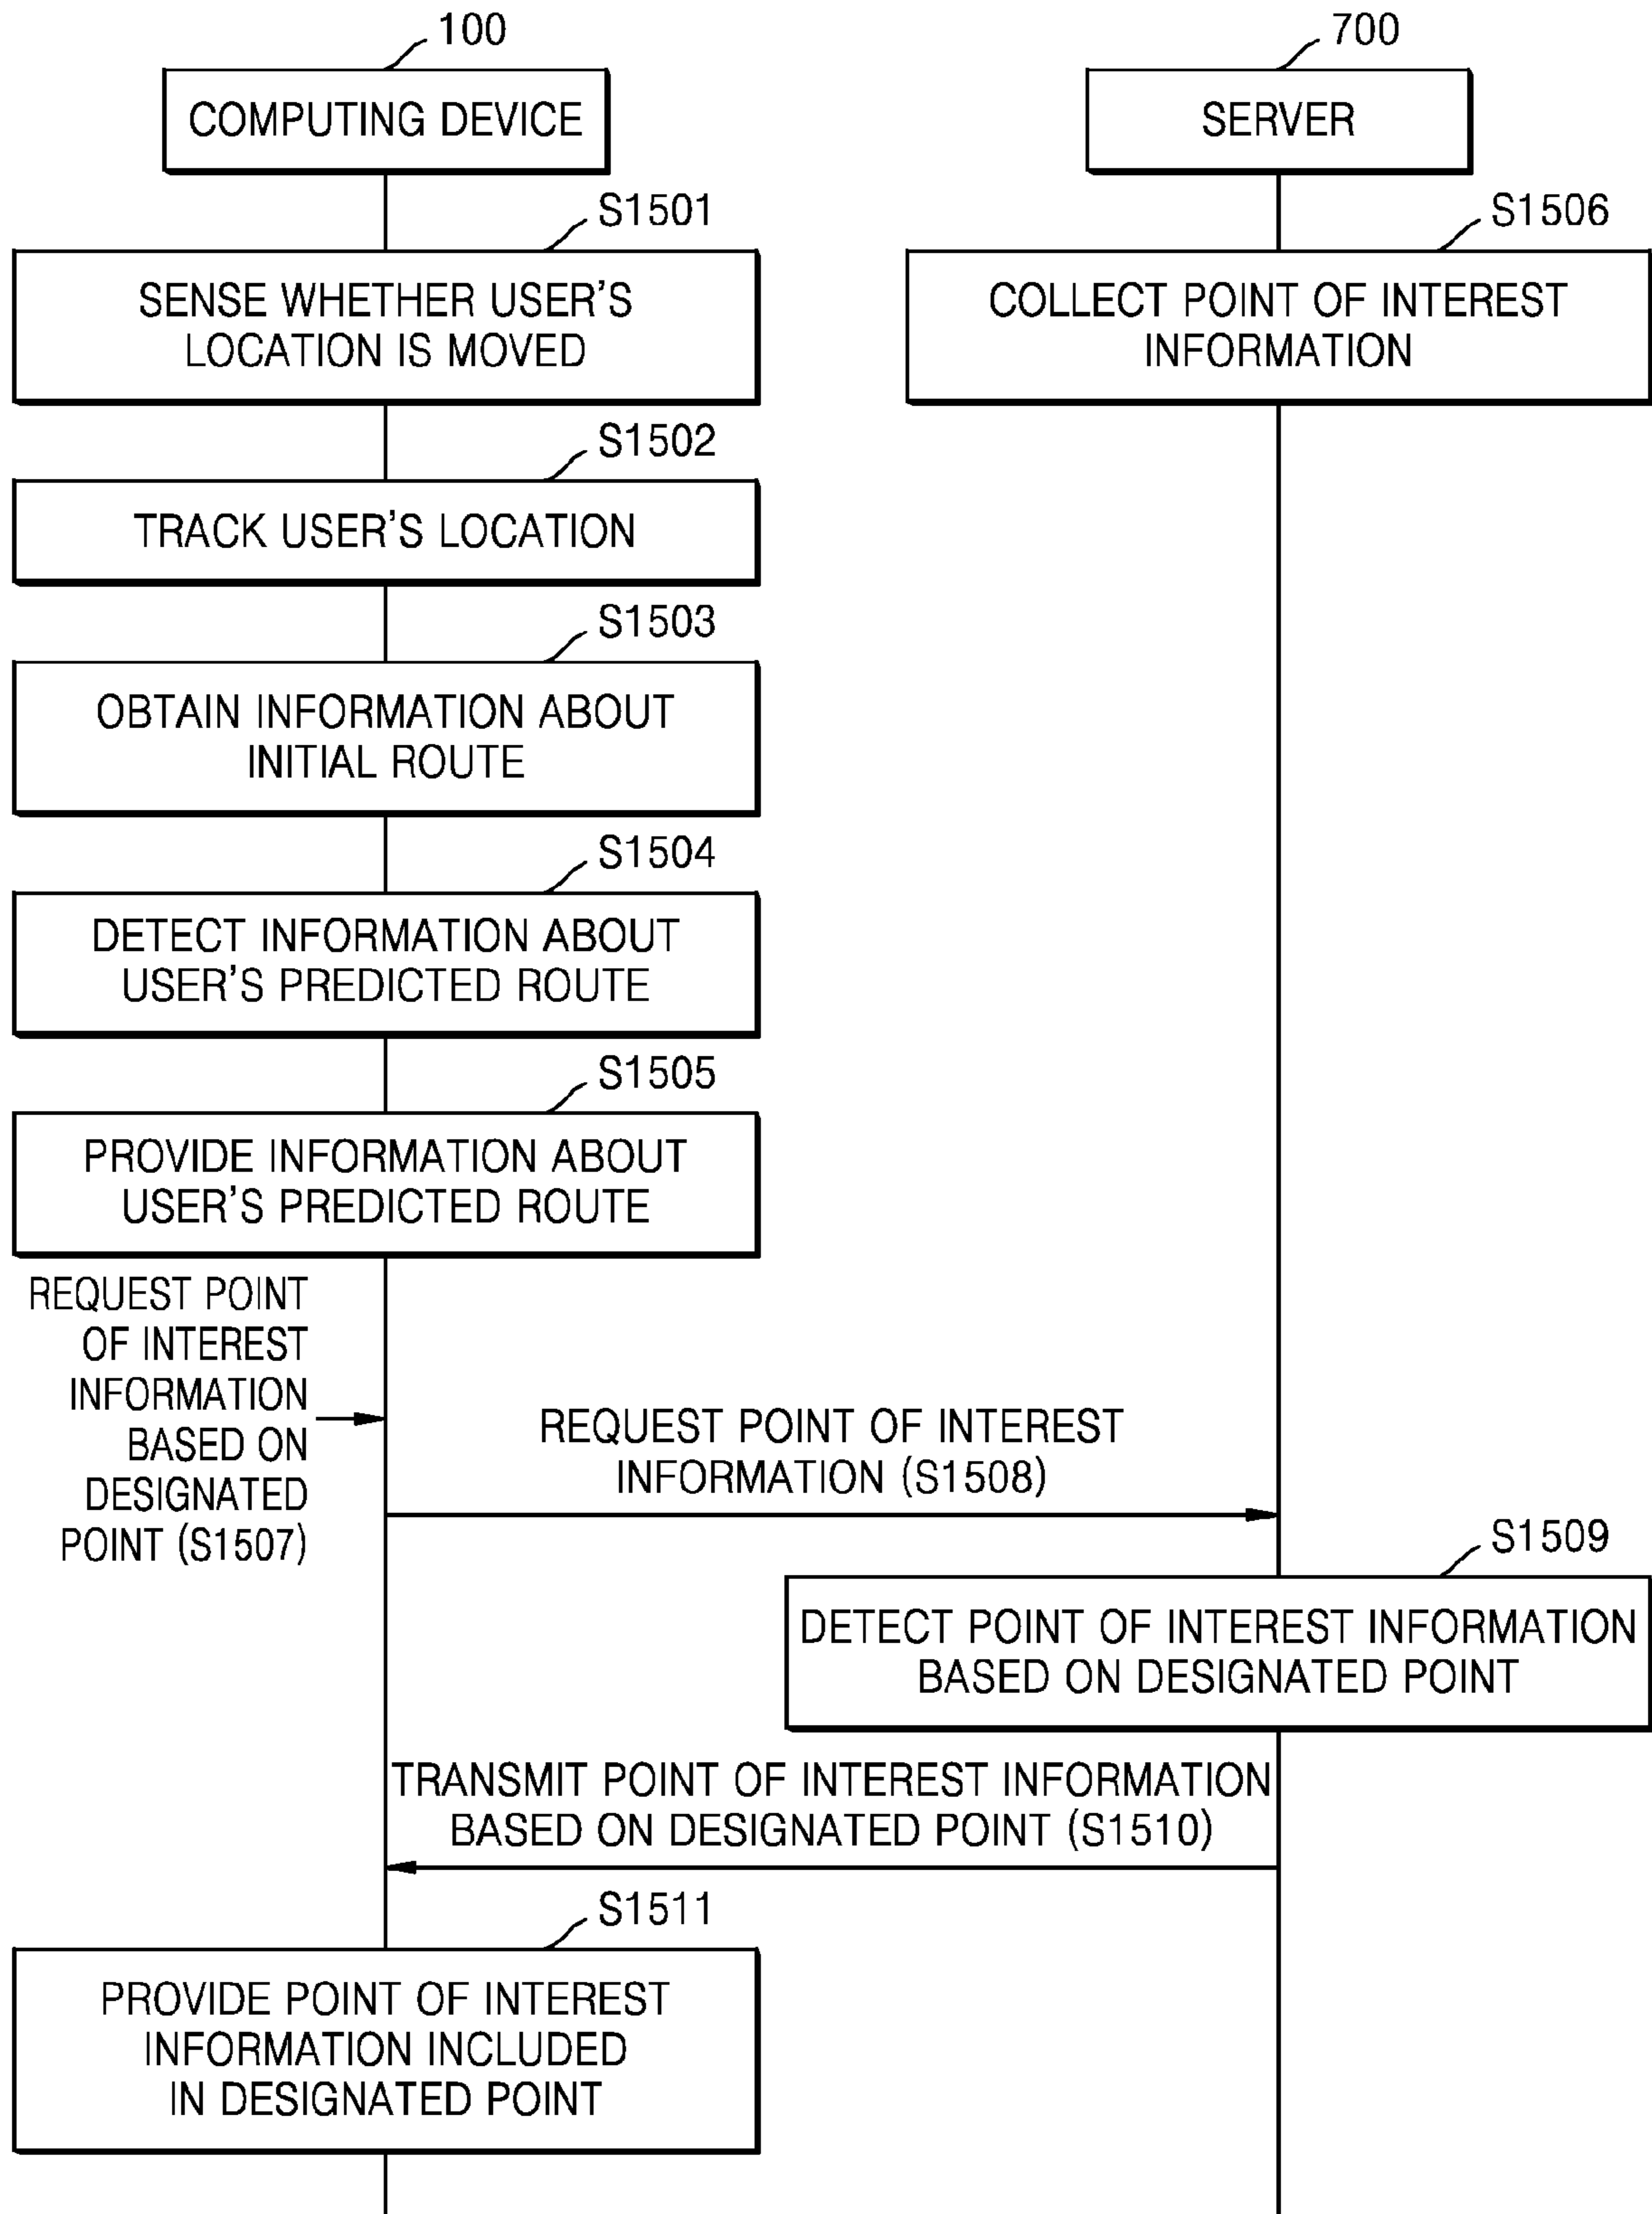 100
700
COMPUTING DEVICE
SERVER
S1501
S1506
SENSE WHETHER USER'S
LOCATION IS MOVED
COLLECT POINT OF INTEREST
INFORMATION
S1502
TRACK USER'S LOCATION
S1503
OBTAIN INFORMATION ABOUT
INITIAL ROUTE
S1504
DETECT INFORMATION ABOUT
USER'S PREDICTED ROUTE
S1505
PROVIDE INFORMATION ABOUT
USER'S PREDICTED ROUTE
REQUEST POINT
OF INTEREST
INFORMATION
BASED ON
DESIGNATED
POINT (S1507)
REQUEST POINT OF INTEREST
INFORMATION (S1508)
S1509
DETECT POINT OF INTEREST INFORMATION
BASED ON DESIGNATED POINT
TRANSMIT POINT OF INTEREST INFORMATION
BASED ON DESIGNATED POINT (S1510)
S1511
PROVIDE POINT OF INTEREST
INFORMATION INCLUDED
IN DESIGNATED POINT